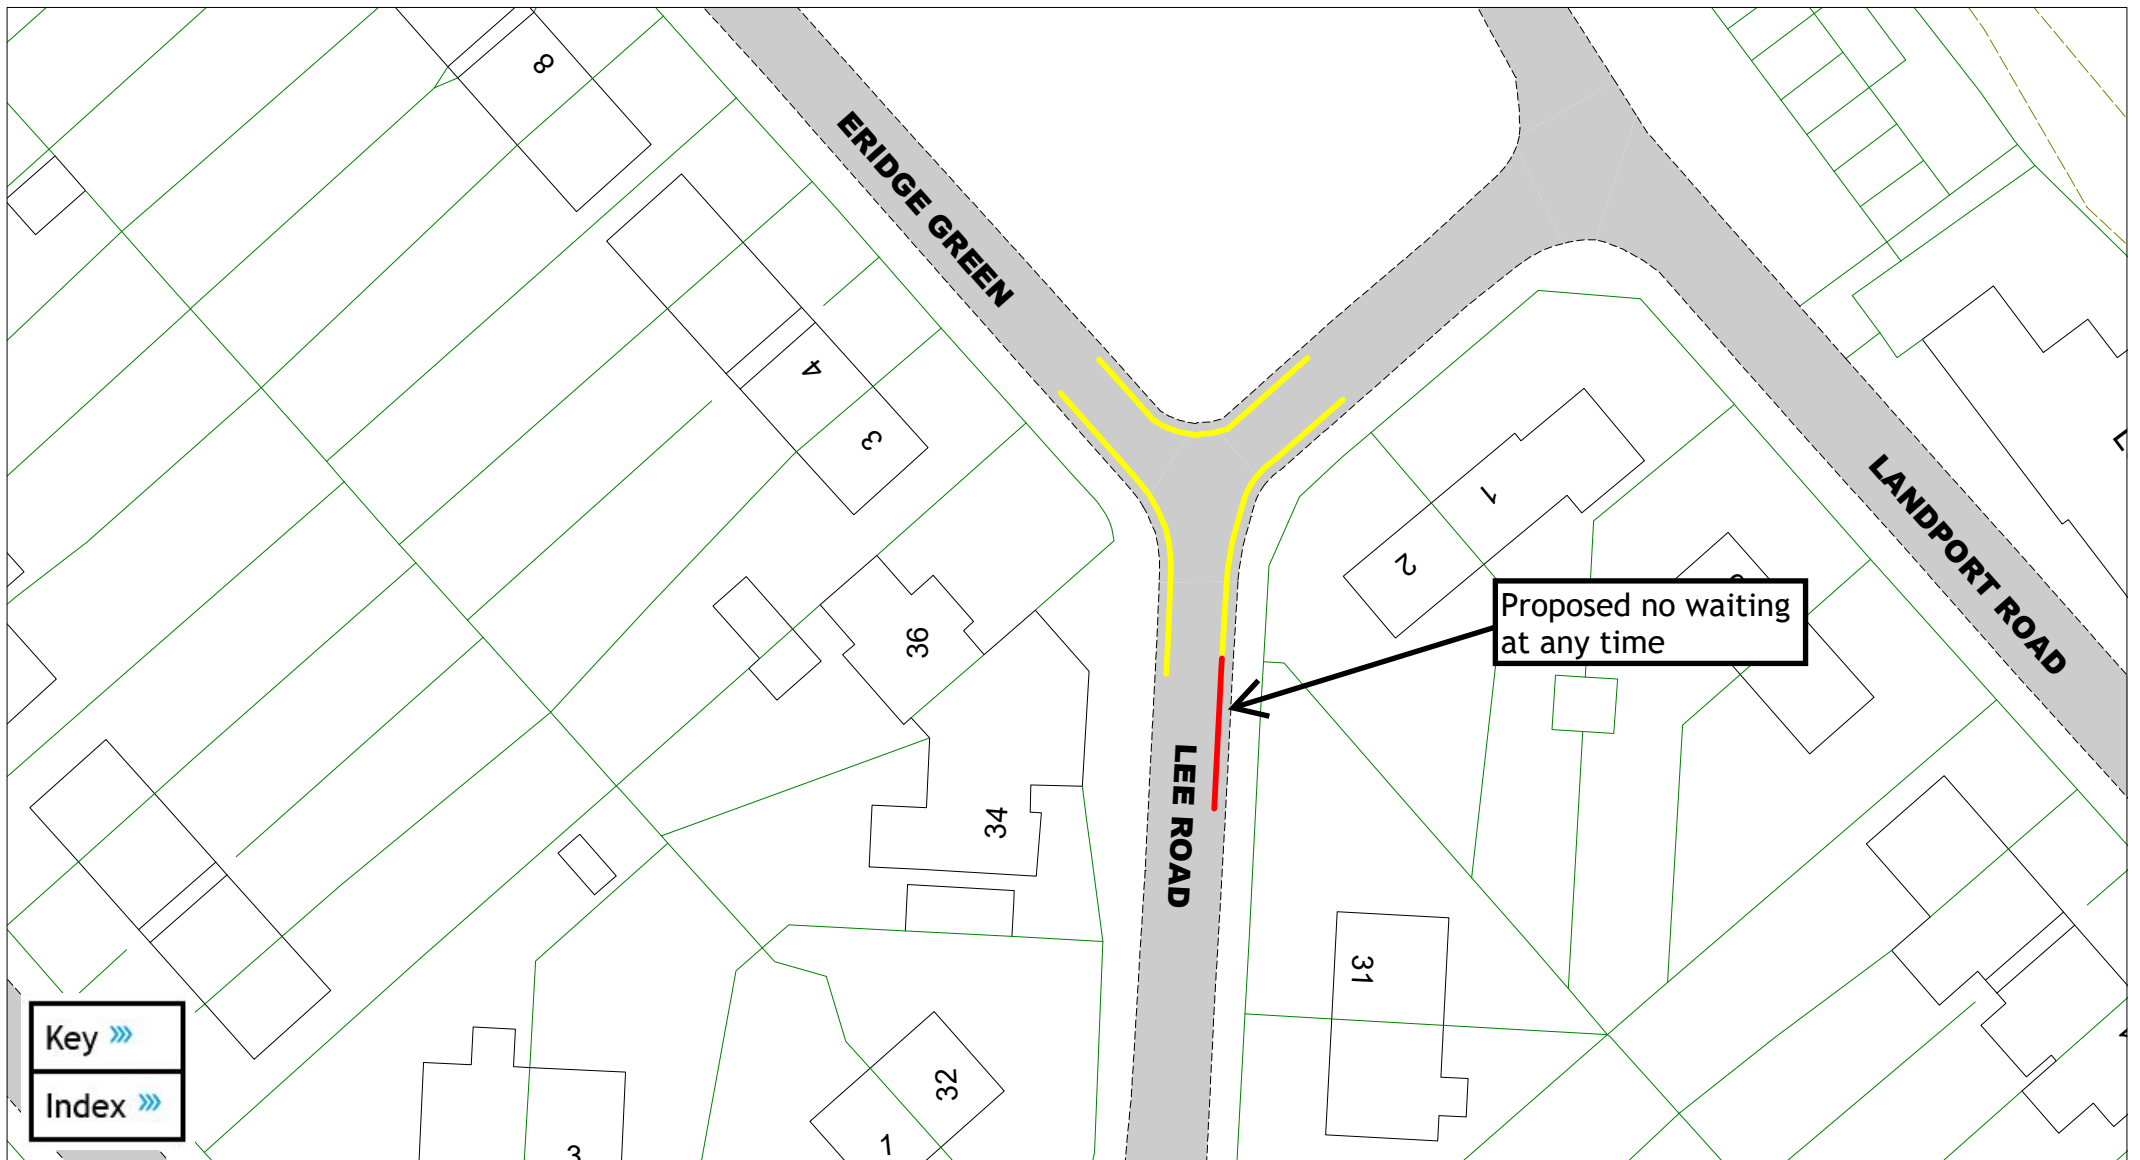 8
ERIDGE GREEN
4
3
1
2
LANDPORT ROAD
Proposed no waiting
at any time
36
34
LEE ROAD
31
32
1
3
Key
Index